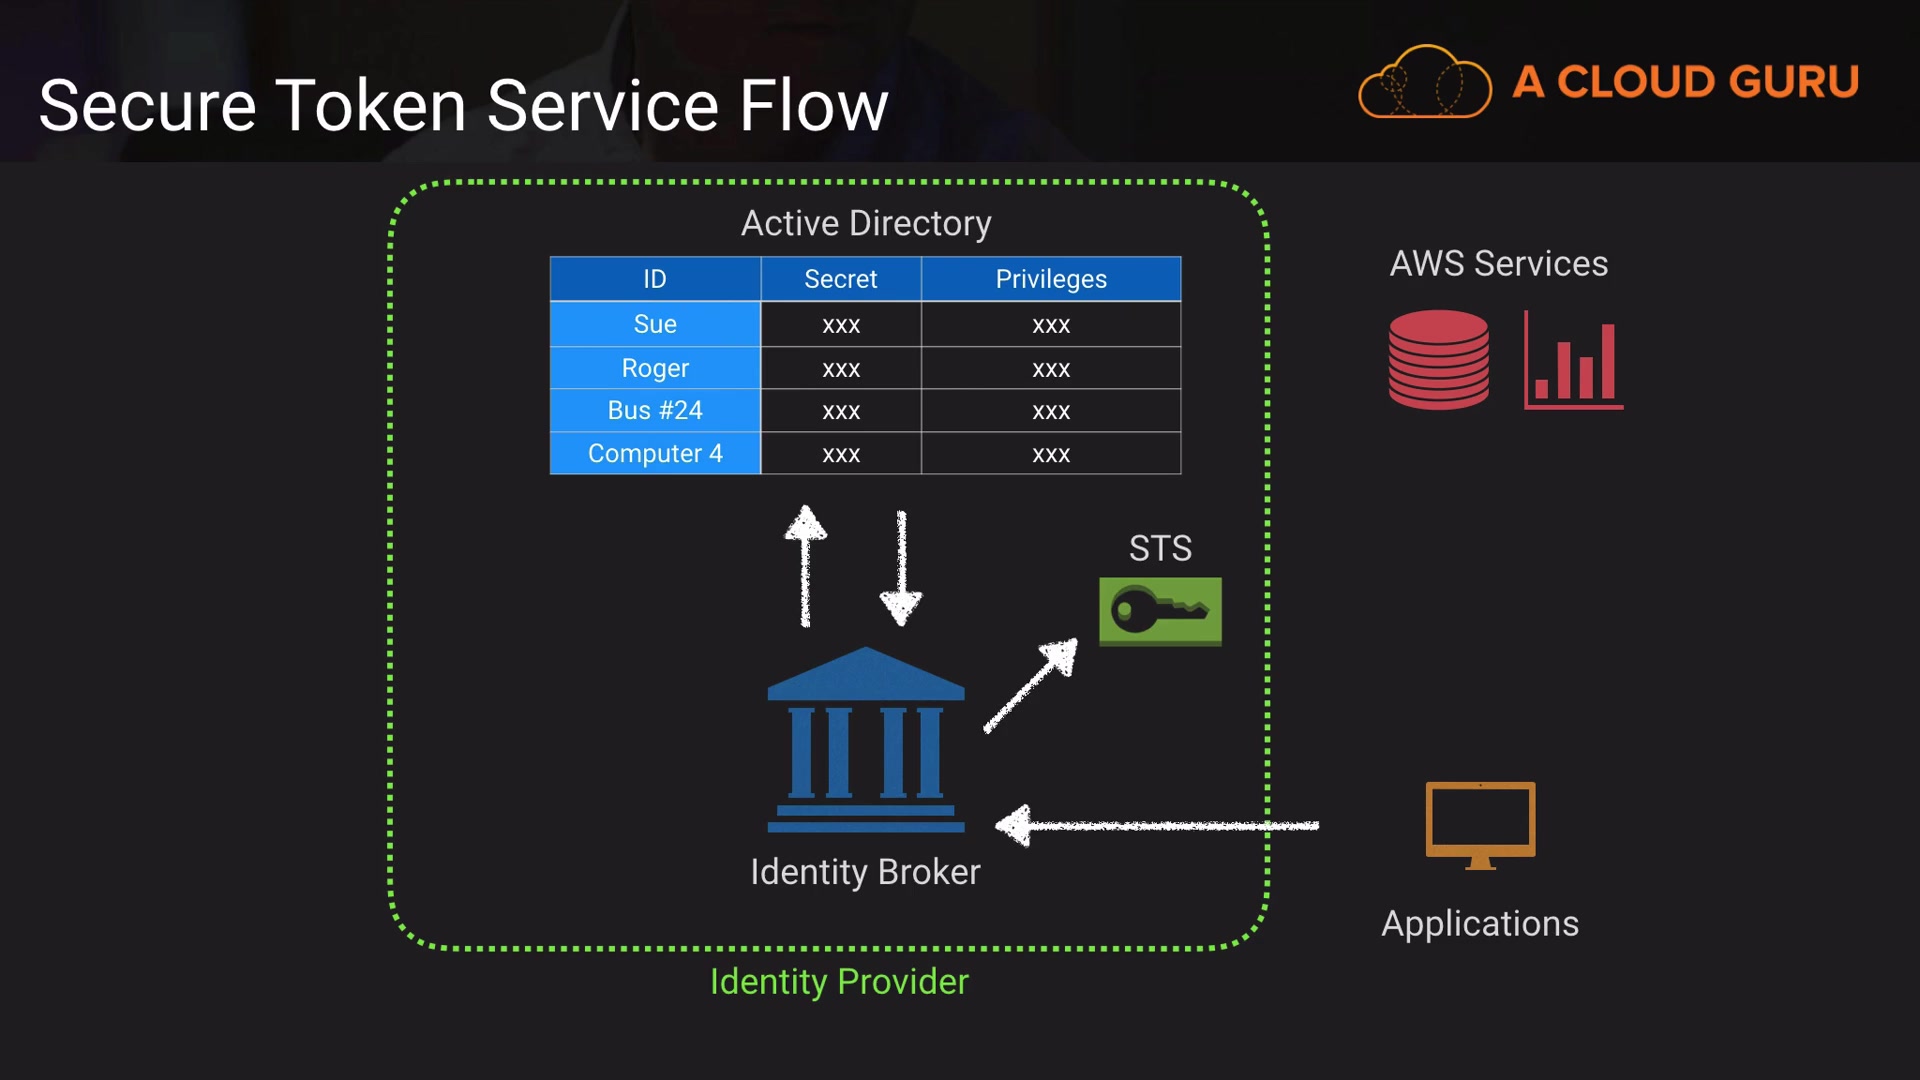 Secure Token Service Flow
A CLOUD GURU
Active Directory
ID Secret Privileges
Sue xxx xxx
Roger xxx xxx
Bus #24 xxx xxx
Computer 4 xxx xxx
AWS Services
STS
Identity Broker
Applications
Identity Provider